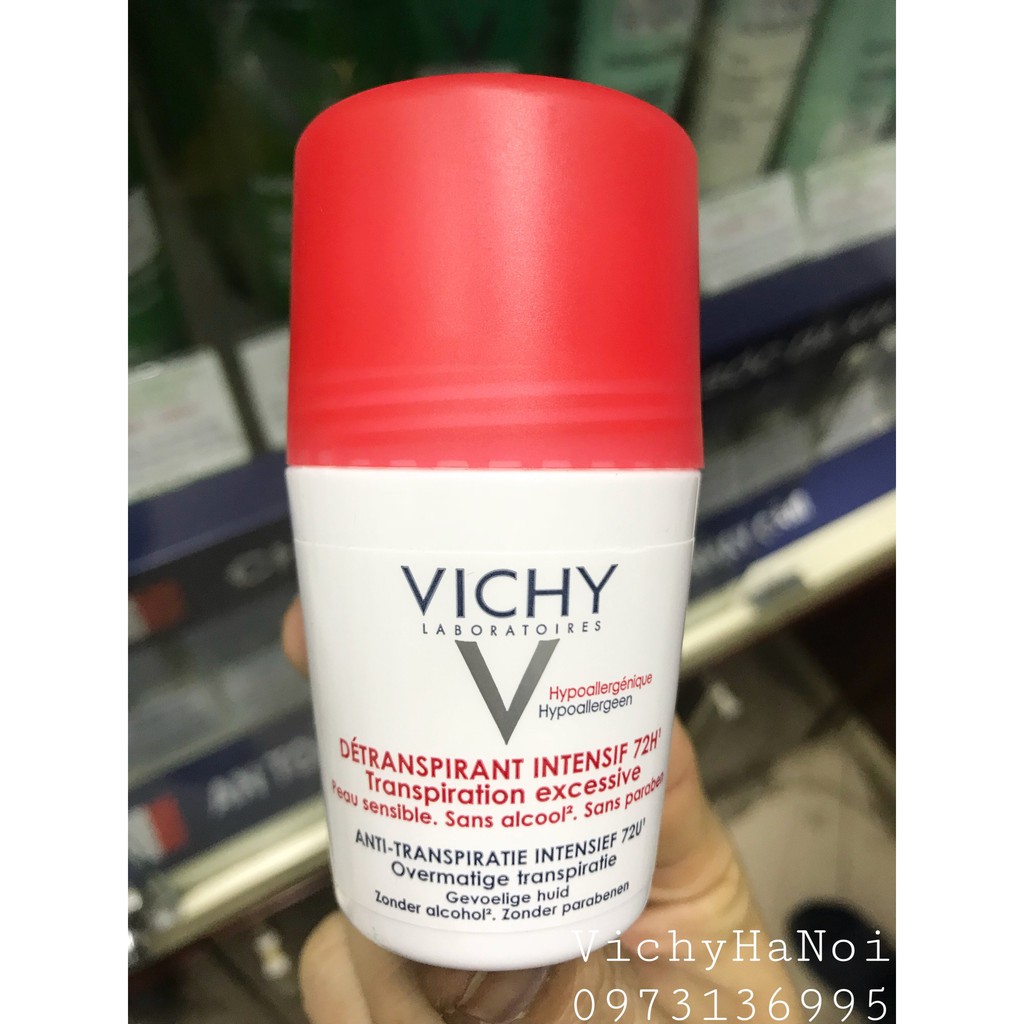 VICHY
LABORATOIRES
Hypoallergénique
Hypoallergeen
DÉTRANSPIRANT INTENSIF 72H¹
Transpiration excessive
Peau sensible. Sans alcool². Sans paraben
ANTI-TRANSPIRATIE INTENSIEF 72U¹
Overmatige transpiratie
Gevoelige huid
Zonder alcohol². Zonder parabenen
VichyHaNoi
0973136995